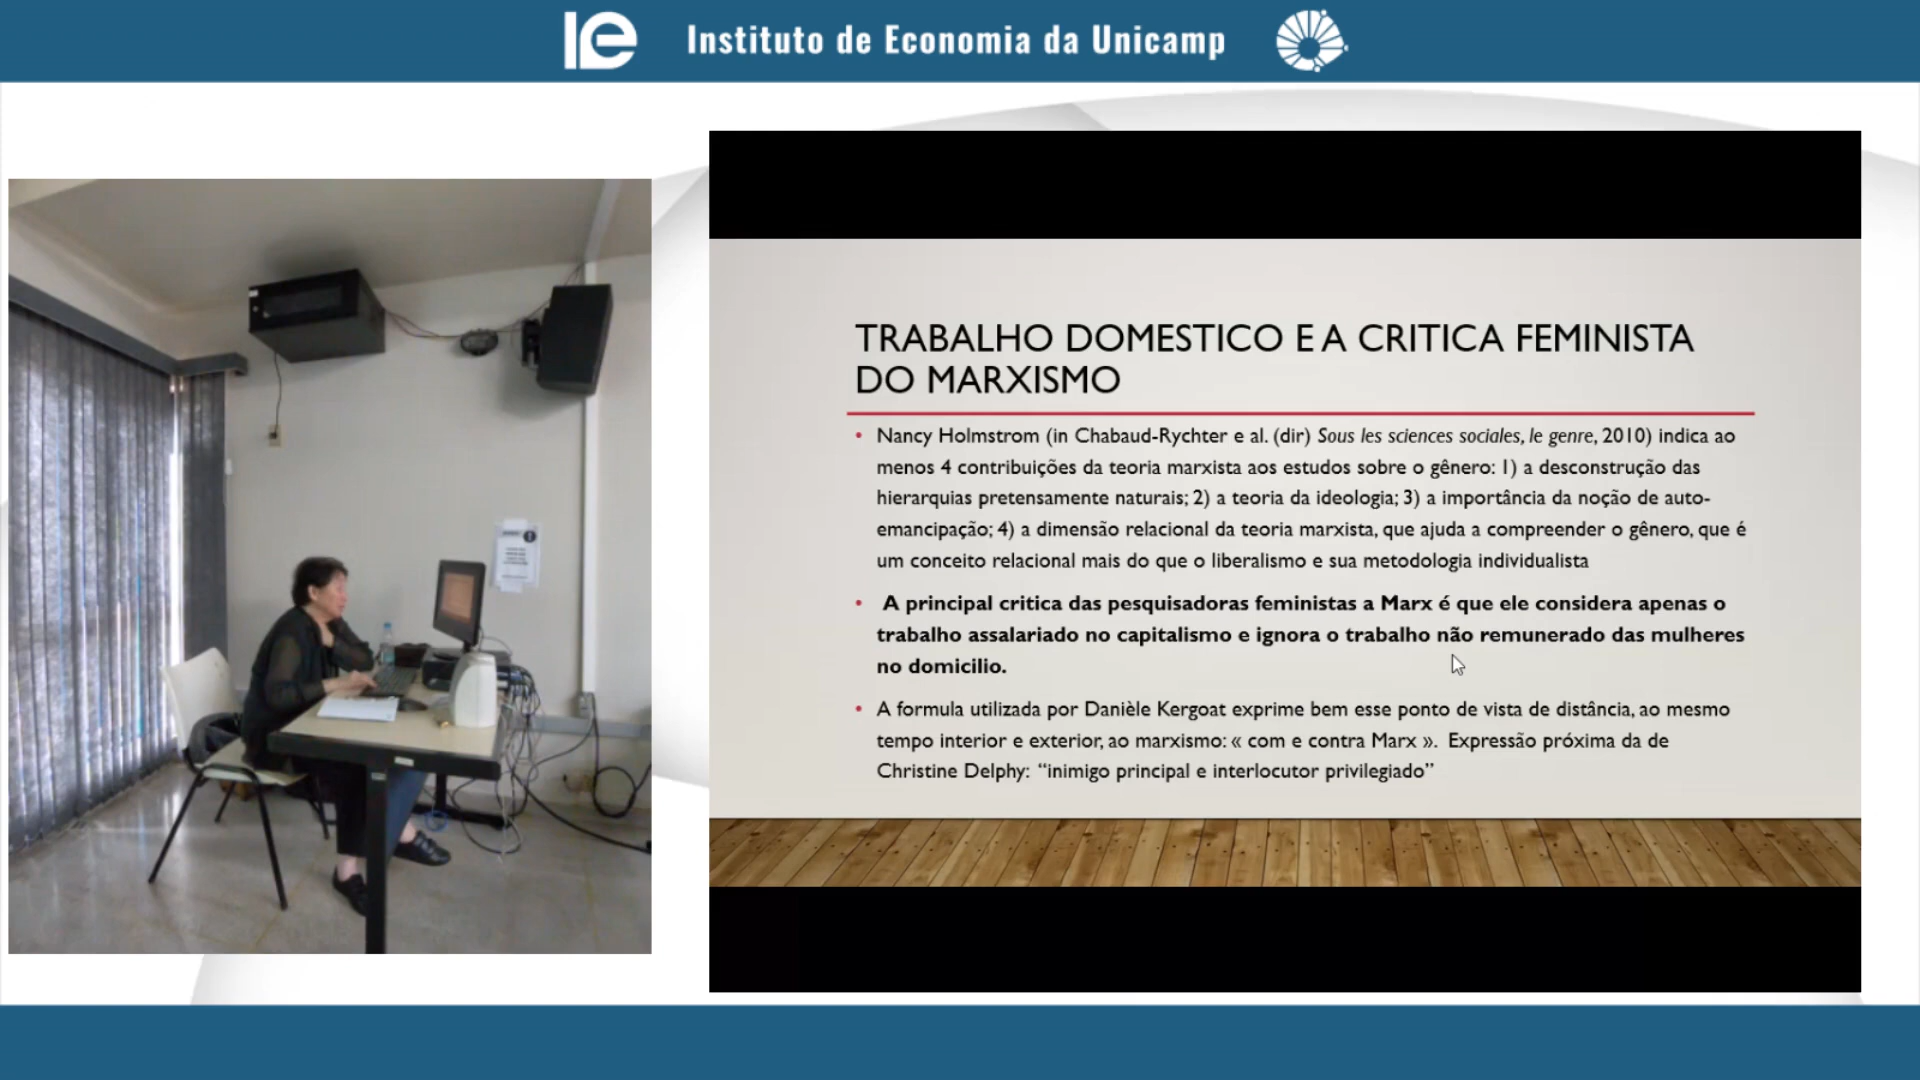 Instituto de Economia da Unicamp
TRABALHO DOMESTICO E A CRITICA FEMINISTA
DO MARXISMO
• Nancy Holmstrom (in Chabaud-Rychter e al. (dir) Sous les sciences sociales, le genre, 2010) indica ao
menos 4 contribuições da teoria marxista aos estudos sobre o gênero: 1) a desconstrução das
hierarquias pretensamente naturais; 2) a teoria da ideologia; 3) a importância da noção de auto-
emancipação; 4) a dimensão relacional da teoria marxista, que ajuda a compreender o gênero, que é
um conceito relacional mais do que o liberalismo e sua metodologia individualista
• A principal critica das pesquisadoras feministas a Marx é que ele considera apenas o
trabalho assalariado no capitalismo e ignora o trabalho não remunerado das mulheres
no domicilio.
• A formula utilizada por Danièle Kergoat exprime bem esse ponto de vista de distância, ao mesmo
tempo interior e exterior, ao marxismo: « com e contra Marx ». Expressão próxima da de
Christine Delphy: “inimigo principal e interlocutor privilegiado”